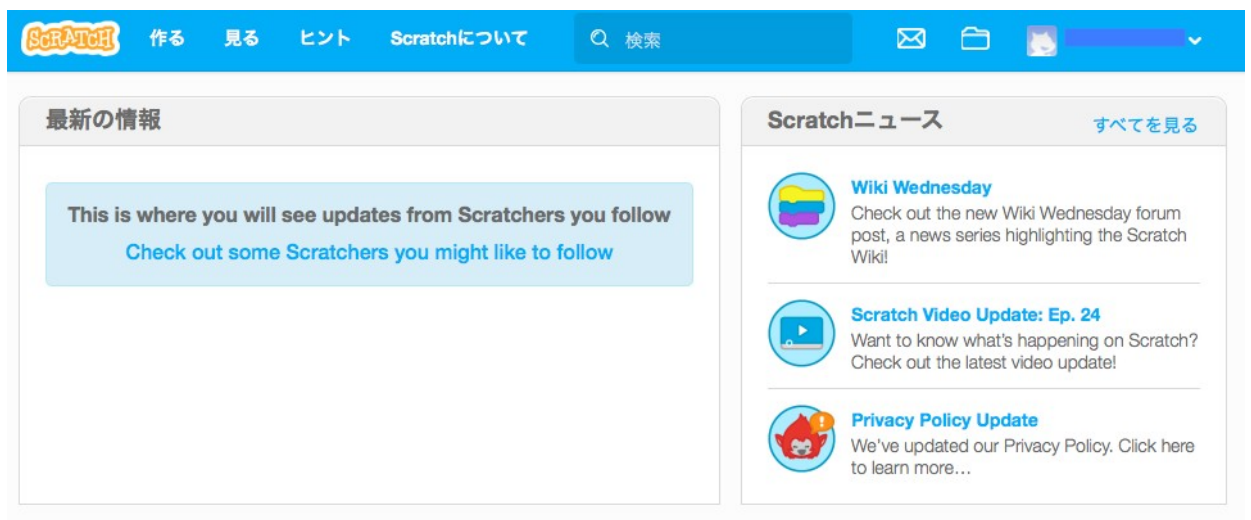 SCRATCH 作る 見る ヒント Scratchについて 検索
最新の情報
This is where you will see updates from Scratchers you follow
Check out some Scratchers you might like to follow
Scratchニュース すべてを見る
Wiki Wednesday
Check out the new Wiki Wednesday forum
post, a news series highlighting the Scratch
Wiki!
Scratch Video Update: Ep. 24
Want to know what's happening on Scratch?
Check out the latest video update!
Privacy Policy Update
We've updated our Privacy Policy. Click here
to learn more…